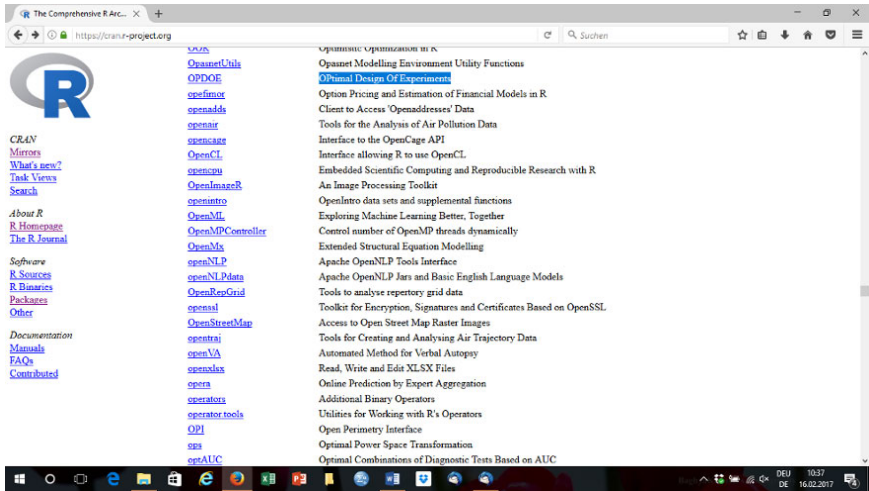 The Comprehensive R Arc...
https://cran.r-project.org
Suchen
R
CRAN
Mirrors
What's new?
Task Views
Search
About R
R Homepage
The R Journal
Software
R Sources
R Binaries
Packages
Other
Documentation
Manuals
FAQs
Contributed
OOR Optimistic Optimization in R
OpasnetUtils Opasnet Modelling Environment Utility Functions
OPDOE OPtimal Design Of Experiments
opefimor Option Pricing and Estimation of Financial Models in R
openadds Client to Access 'Openaddresses' Data
openair Tools for the Analysis of Air Pollution Data
opencage Interface to the OpenCage API
OpenCL Interface allowing R to use OpenCL
opencpu Embedded Scientific Computing and Reproducible Research with R
OpenImageR An Image Processing Toolkit
openintro OpenIntro data sets and supplemental functions
OpenML Exploring Machine Learning Better, Together
OpenMPController Control number of OpenMP threads dynamically
OpenMx Extended Structural Equation Modelling
openNLP Apache OpenNLP Tools Interface
openNLPdata Apache OpenNLP Jars and Basic English Language Models
OpenRepGrid Tools to analyse repertory grid data
openssl Toolkit for Encryption, Signatures and Certificates Based on OpenSSL
OpenStreetMap Access to Open Street Map Raster Images
opentraj Tools for Creating and Analysing Air Trajectory Data
openVA Automated Method for Verbal Autopsy
openxlsx Read, Write and Edit XLSX Files
opera Online Prediction by Expert Aggregation
operators Additional Binary Operators
operator.tools Utilities for Working with R's Operators
OPI Open Perimetry Interface
ops Optimal Power Space Transformation
optAUC Optimal Combinations of Diagnostic Tests Based on AUC
DEU 10:37
DE 16.02.2017